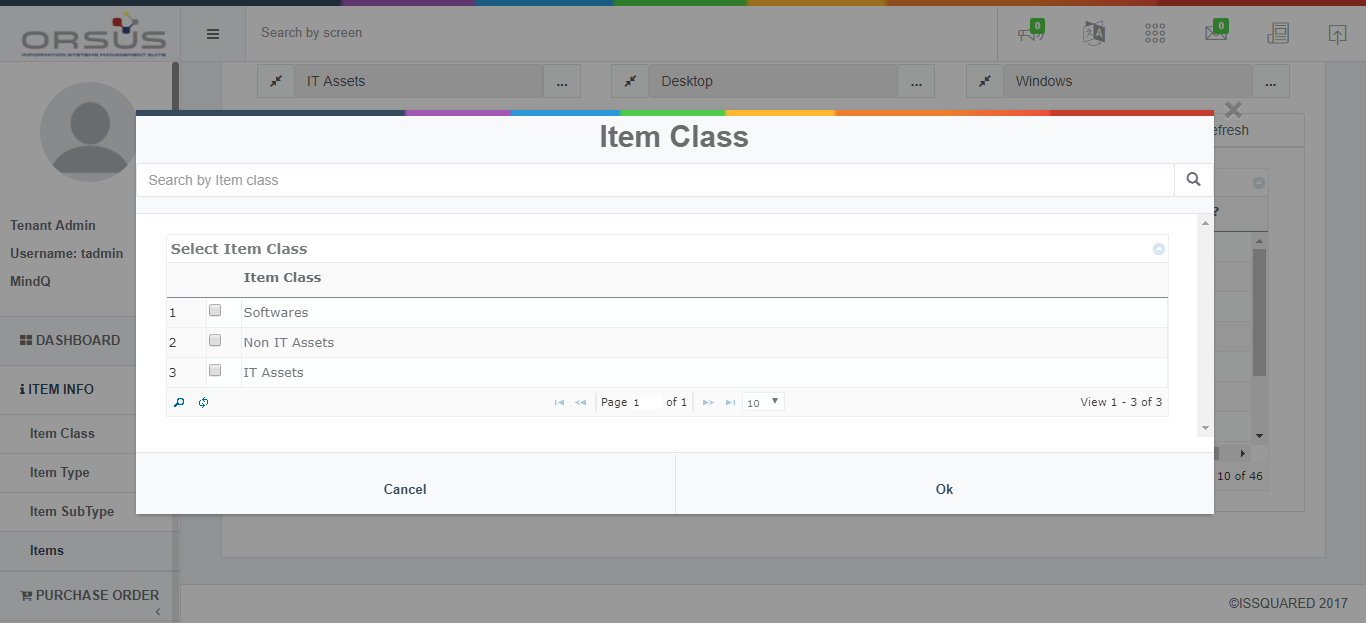 ORSUS
INFORMATION SYSTEMS MANAGEMENT SUITE
Search by screen
0
0
IT Assets
...
Desktop
...
Windows
...
efresh
Item Class
Search by Item class
?
Select Item Class
Item Class
1 Softwares
2 Non IT Assets
3 IT Assets
Page 1 of 1
10
View 1 - 3 of 3
10 of 46
Cancel
Ok
Tenant Admin
Username: tadmin
MindQ
DASHBOARD
ITEM INFO
Item Class
Item Type
Item SubType
Items
PURCHASE ORDER
©ISSQUARED 2017